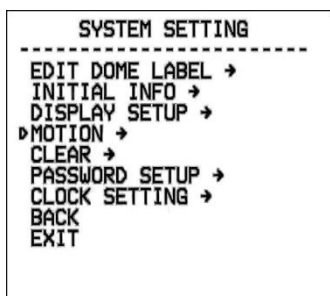 SYSTEM SETTING
EDIT DOME LABEL →
INITIAL INFO →
DISPLAY SETUP →
MOTION →
CLEAR →
PASSWORD SETUP →
CLOCK SETTING →
BACK
EXIT